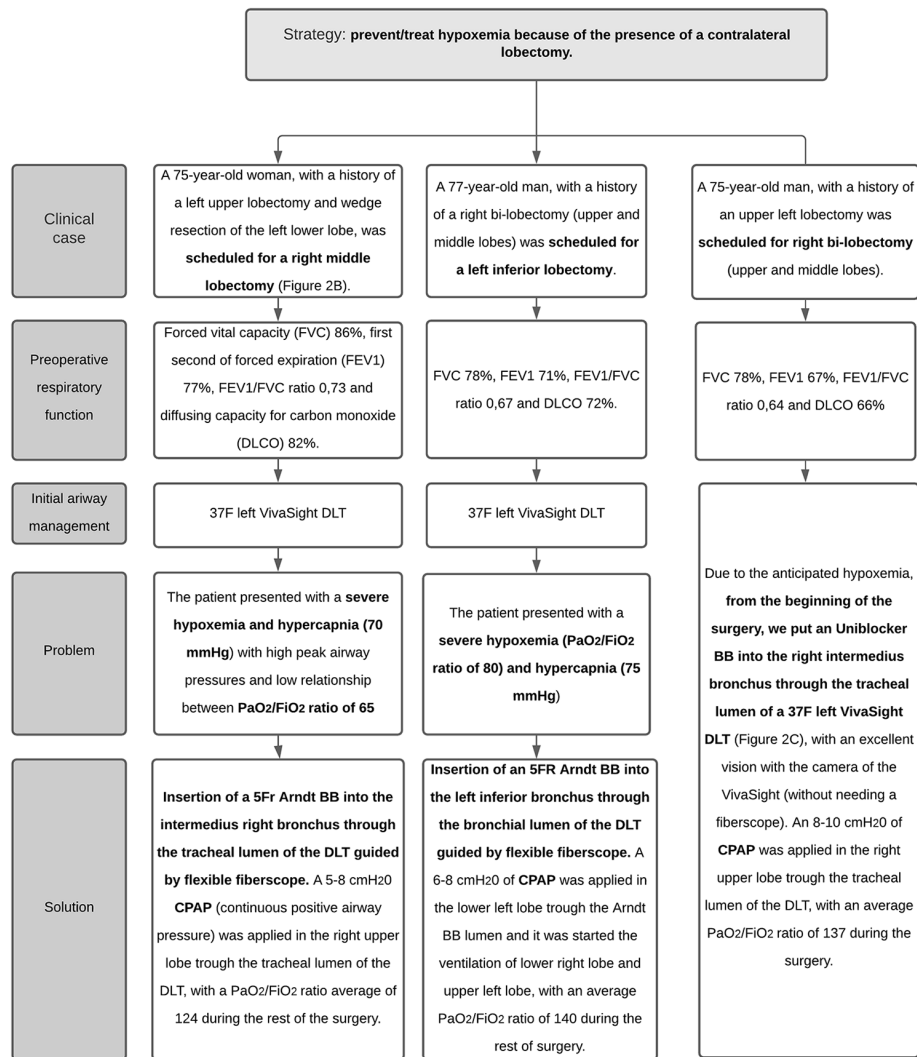 Strategy: prevent/treat hypoxemia because of the presence of a contralateral
lobectomy.
Clinical
case
A 75-year-old woman, with a history of
a left upper lobectomy and wedge
resection of the left lower lobe, was
scheduled for a right middle
lobectomy (Figure 2B).
A 77-year-old man, with a history
of a right bi-lobectomy (upper and
middle lobes) was scheduled for
a left inferior lobectomy.
A 75-year-old man, with a history of
an upper left lobectomy was
scheduled for right bi-lobectomy
(upper and middle lobes).
Preoperative
respiratory
function
Forced vital capacity (FVC) 86%, first
second of forced expiration (FEV1)
77%, FEV1/FVC ratio 0,73 and
diffusing capacity for carbon monoxide
(DLCO) 82%.
FVC 78%, FEV1 71%, FEV1/FVC
ratio 0,67 and DLCO 72%.
FVC 78%, FEV1 67%, FEV1/FVC
ratio 0,64 and DLCO 66%
Initial ariway
management
37F left VivaSight DLT
37F left VivaSight DLT
Due to the anticipated hypoxemia,
from the beginning of the
surgery, we put an Uniblocker
BB into the right intermedius
bronchus through the tracheal
lumen of a 37F left VivaSight
DLT (Figure 2C), with an excellent
vision with the camera of the
VivaSight (without needing a
fiberscope). An 8-10 cmH20 of
CPAP was applied in the right
upper lobe trough the tracheal
lumen of the DLT, with an average
PaO2/FiO2 ratio of 137 during the
surgery.
Problem
The patient presented with a severe
hypoxemia and hypercapnia (70
mmHg) with high peak airway
pressures and low relationship
between PaO2/FiO2 ratio of 65
The patient presented with a
severe hypoxemia (PaO2/FiO2
ratio of 80) and hypercapnia (75
mmHg)
Solution
Insertion of a 5Fr Arndt BB into the
intermedius right bronchus through
the tracheal lumen of the DLT guided
by flexible fiberscope. A 5-8 cmH20
CPAP (continuous positive airway
pressure) was applied in the right upper
lobe trough the tracheal lumen of the
DLT, with a PaO2/FiO2 ratio average of
124 during the rest of the surgery.
Insertion of an 5FR Arndt BB into
the left inferior bronchus through
the bronchial lumen of the DLT
guided by flexible fiberscope. A
6-8 cmH20 of CPAP was applied in
the lower left lobe trough the Arndt
BB lumen and it was started the
ventilation of lower right lobe and
upper left lobe, with an average
PaO2/FiO2 ratio of 140 during the
rest of surgery.